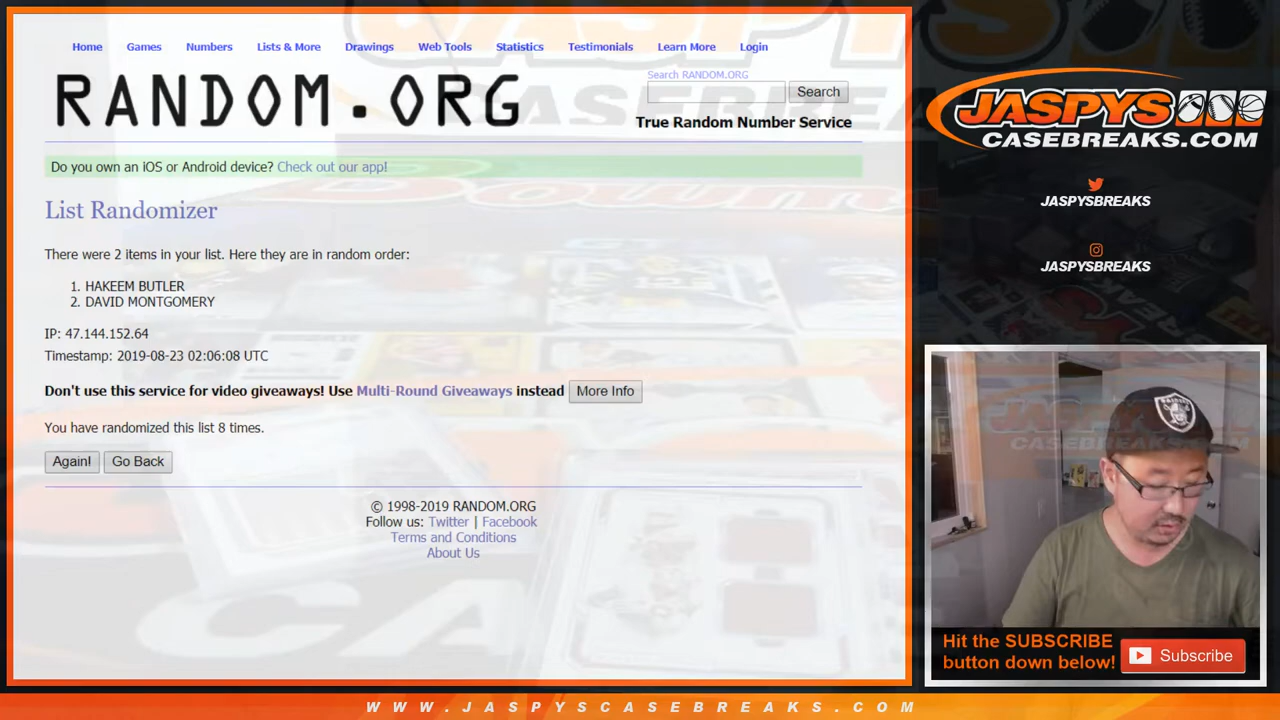 Home Games Numbers Lists & More Drawings Web Tools Statistics Testimonials Learn More Login
RANDOM.ORG
Search RANDOM.ORG
Search
True Random Number Service
Do you own an iOS or Android device? Check out our app!
List Randomizer
There were 2 items in your list. Here they are in random order:
1. HAKEEM BUTLER
2. DAVID MONTGOMERY
IP: 47.144.152.64
Timestamp: 2019-08-23 02:06:08 UTC
Don't use this service for video giveaways! Use Multi-Round Giveaways instead More Info
You have randomized this list 8 times.
Again! Go Back
© 1998-2019 RANDOM.ORG
Follow us: Twitter | Facebook
Terms and Conditions
About Us
JASPYS
CASEBREAKS.COM
JASPYSBREAKS
JASPYSBREAKS
RAIDERS
Hit the SUBSCRIBE
button down below!
Subscribe
WWW.JASPYSCASEBREAKS.COM